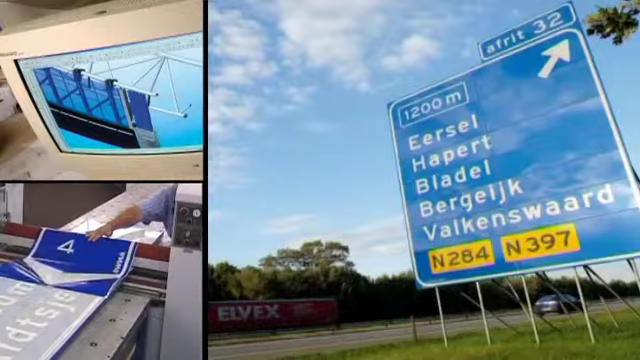 afrit 32
1200 m
Eersel
Hapert
Bladel
Bergeijk
Valkenswaard
N284 N397
ELVEX
4